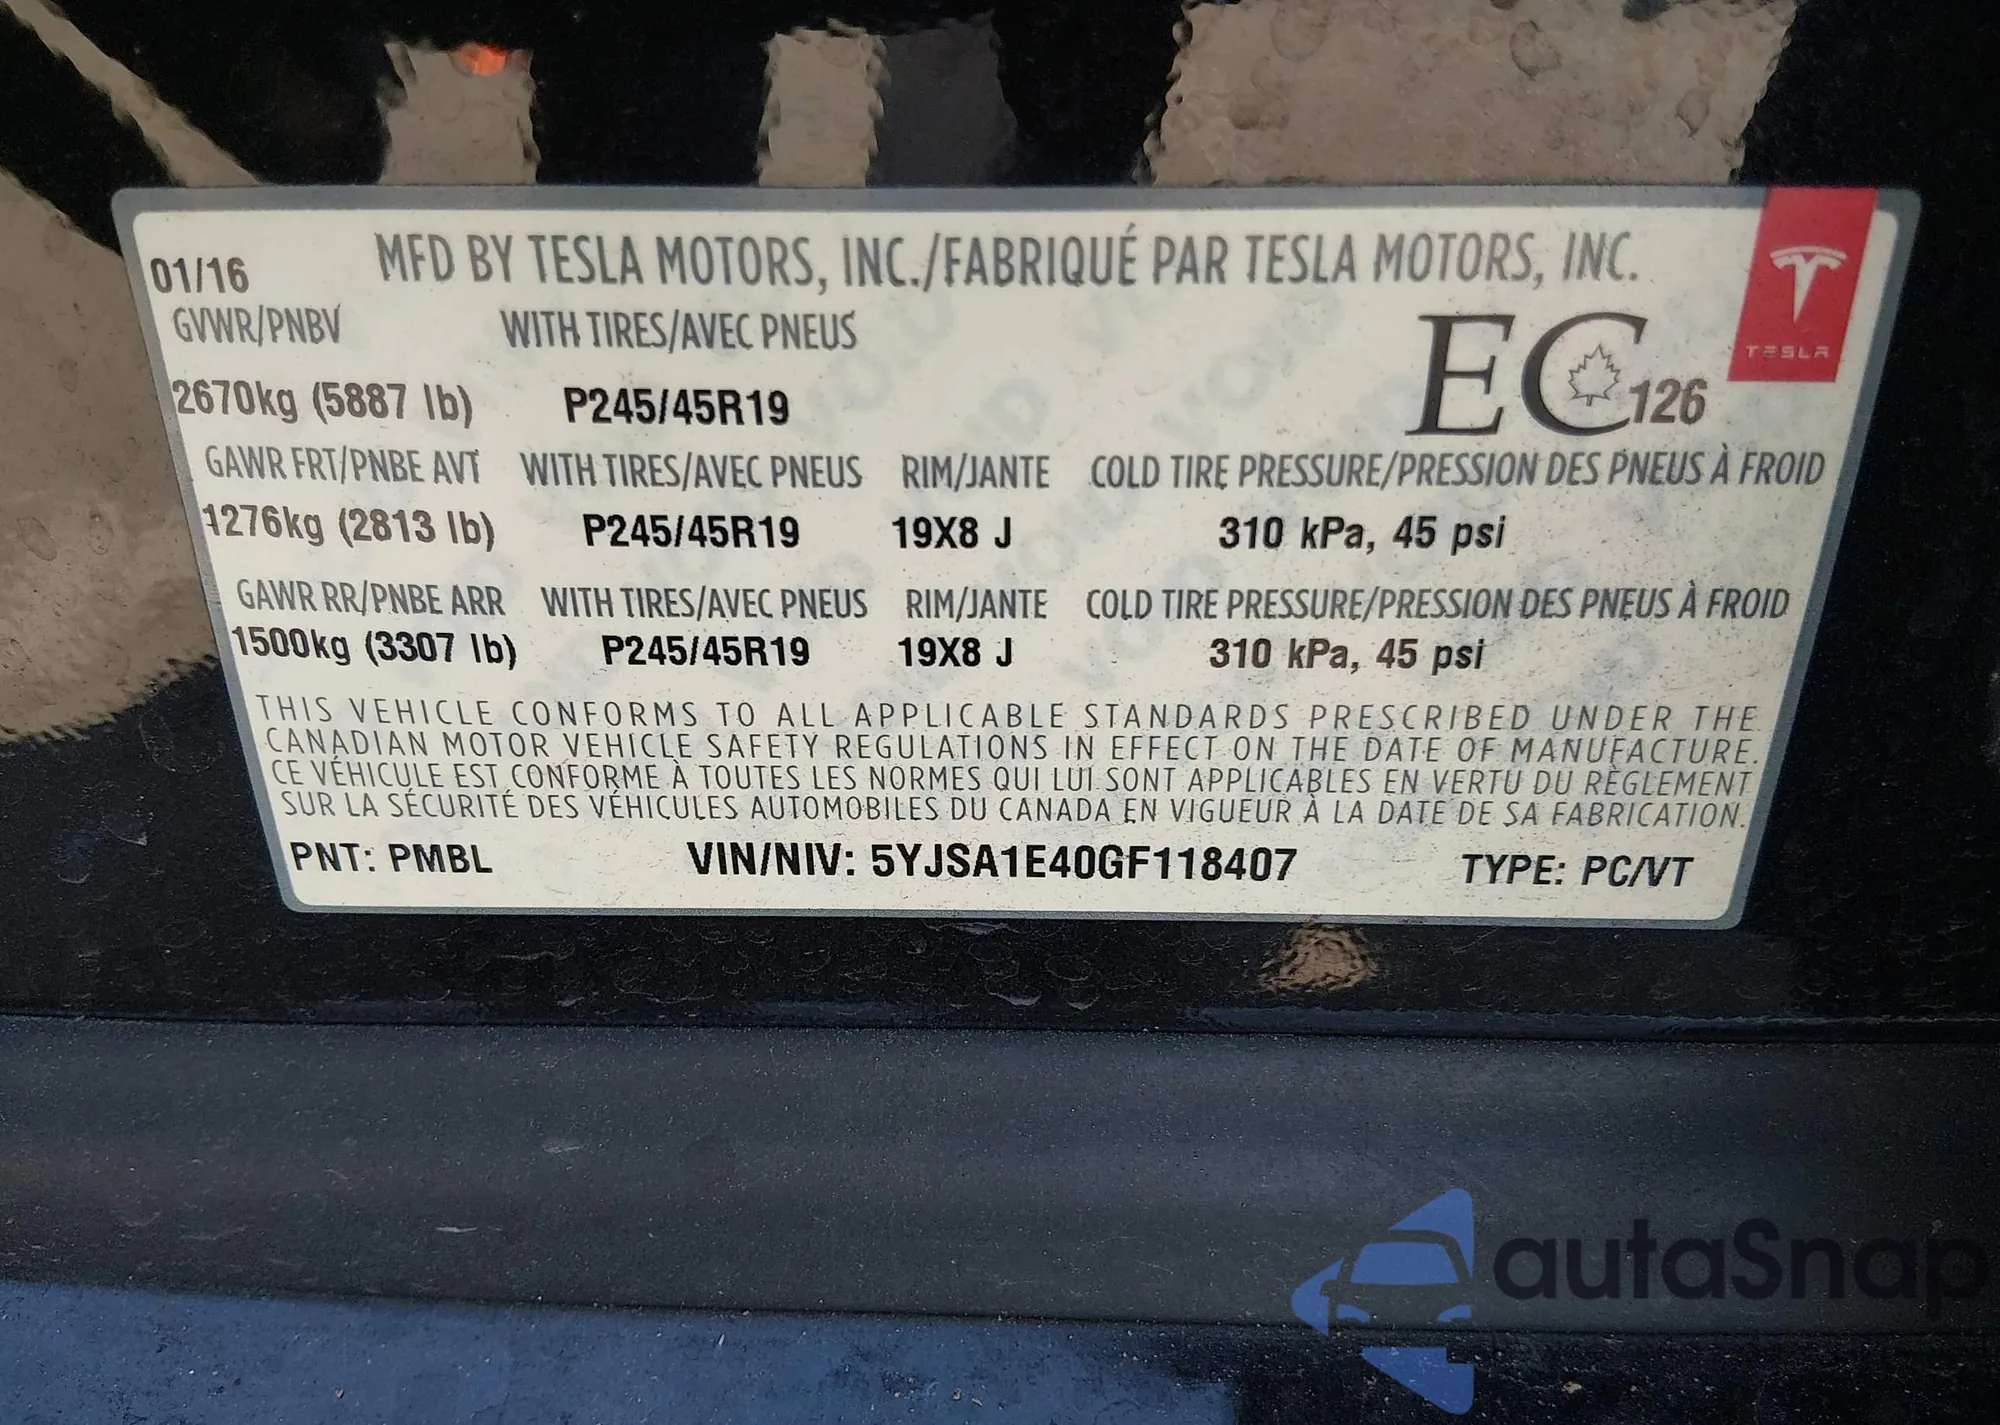 01/16 MFD BY TESLA MOTORS, INC./FABRIQUÉ PAR TESLA MOTORS, INC.
GVWR/PNBV WITH TIRES/AVEC PNEUS
TESLA
2670kg (5887 lb) P245/45R19 EC 126
GAWR FRT/PNBE AVT WITH TIRES/AVEC PNEUS RIM/JANTE COLD TIRE PRESSURE/PRESSION DES PNEUS À FROID
1276kg (2813 lb) P245/45R19 19X8 J 310 kPa, 45 psi
GAWR RR/PNBE ARR WITH TIRES/AVEC PNEUS RIM/JANTE COLD TIRE PRESSURE/PRESSION DES PNEUS À FROID
1500kg (3307 lb) P245/45R19 19X8 J 310 kPa, 45 psi
THIS VEHICLE CONFORMS TO ALL APPLICABLE STANDARDS PRESCRIBED UNDER THE
CANADIAN MOTOR VEHICLE SAFETY REGULATIONS IN EFFECT ON THE DATE OF MANUFACTURE.
CE VÉHICULE EST CONFORME À TOUTES LES NORMES QUI LUI SONT APPLICABLES EN VERTU DU RÈGLEMENT
SUR LA SÉCURITÉ DES VÉHICULES AUTOMOBILES DU CANADA EN VIGUEUR À LA DATE DE SA FABRICATION.
PNT: PMBL VIN/NIV: 5YJSA1E40GF118407 TYPE: PC/VT
autaSnap